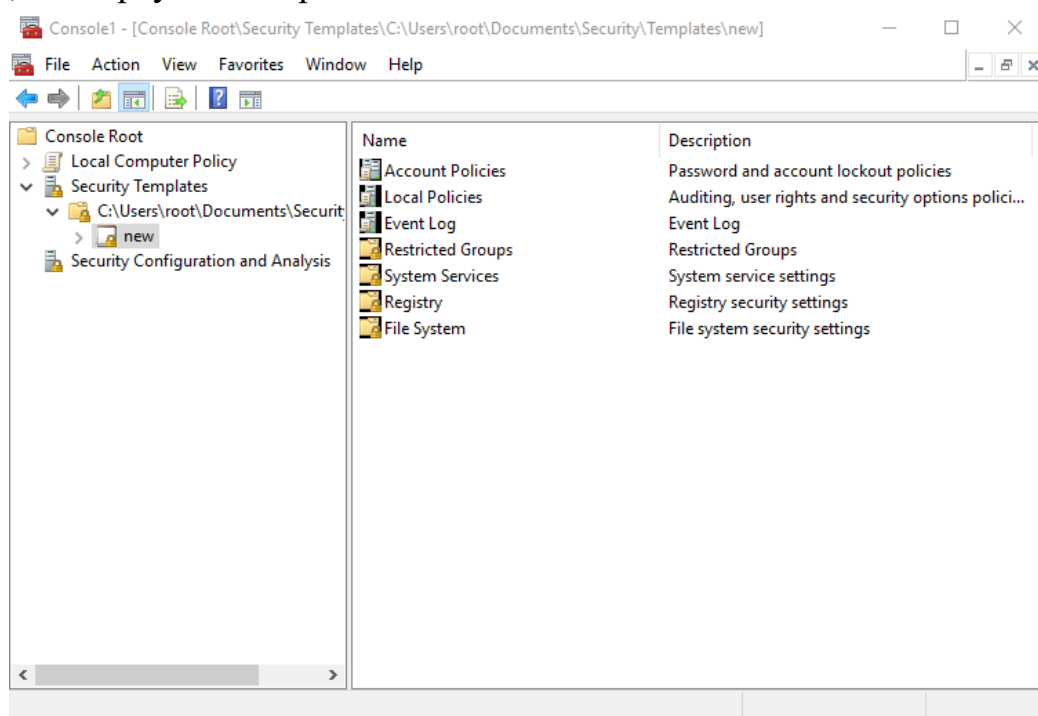 Console1 - [Console Root\Security Templates\C:\Users\root\Documents\Security\Templates\new]
File Action View Favorites Window Help
Console Root
Local Computer Policy
Security Templates
C:\Users\root\Documents\Securit
new
Security Configuration and Analysis
Name Description
Account Policies Password and account lockout policies
Local Policies Auditing, user rights and security options polici...
Event Log Event Log
Restricted Groups Restricted Groups
System Services System service settings
Registry Registry security settings
File System File system security settings